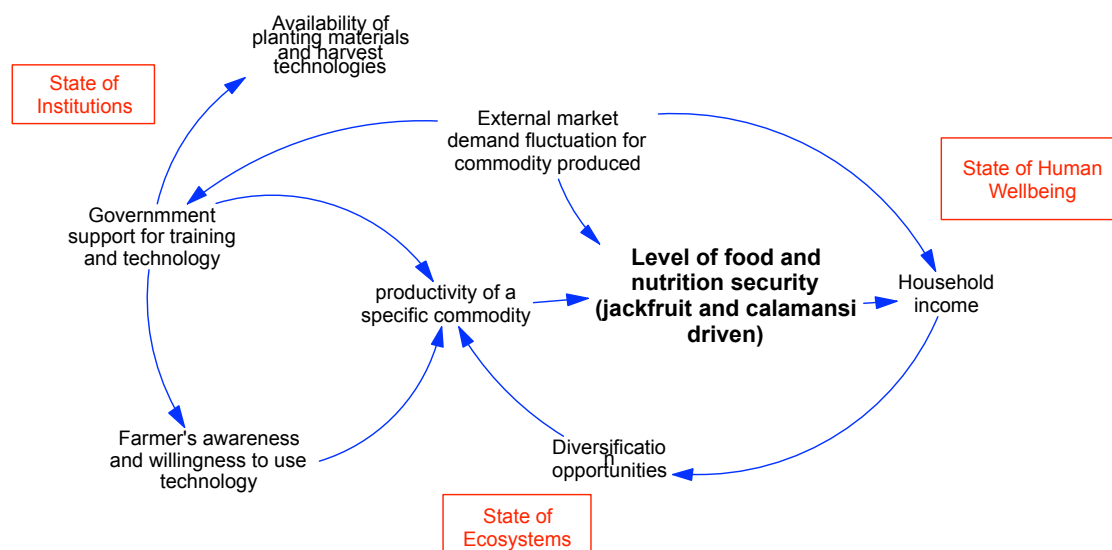 Availability of
planting materials
and harvest
technologies
State of
Institutions
External market
demand fluctuation for
commodity produced
State of Human
Wellbeing
Governmment
support for training
and technology
Level of food and
nutrition security
(jackfruit and calamansi
driven)
Household
income
productivity of a
specific commodity
Farmer's awareness
and willingness to use
technology
Diversificatio
n
opportunities
State of
Ecosystems